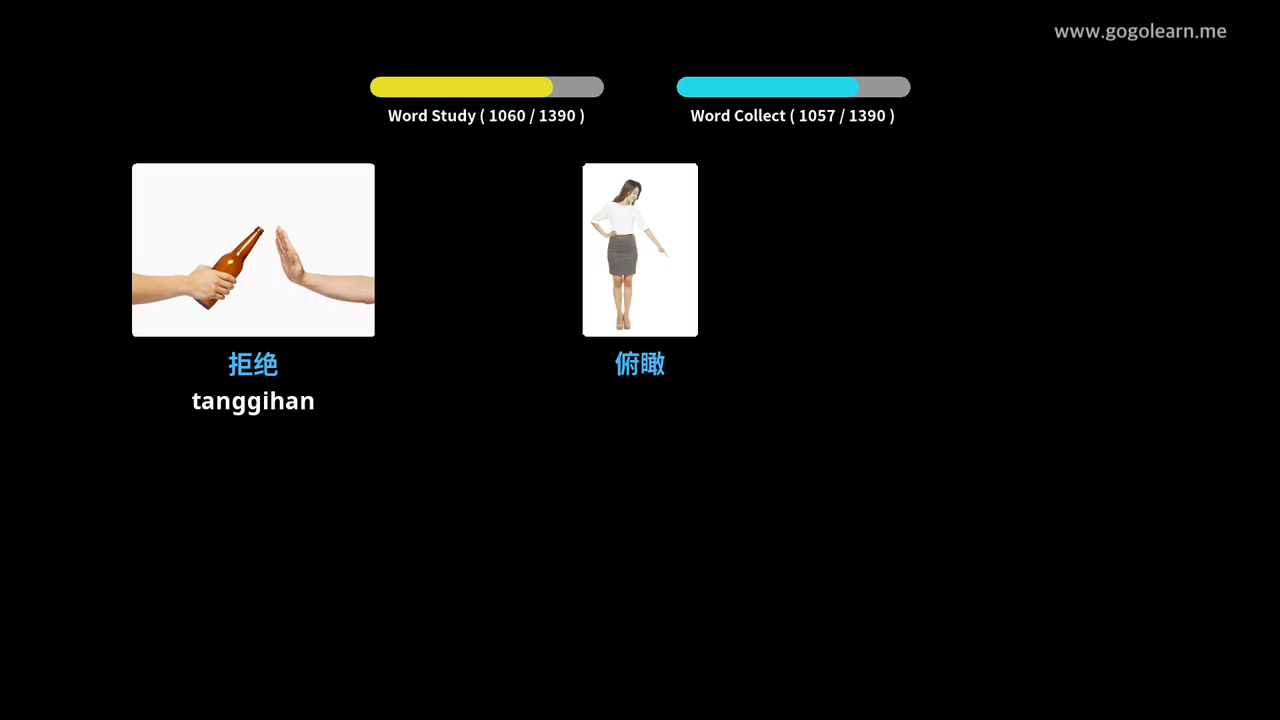 www.gogolearn.me
Word Study ( 1060 / 1390 )
Word Collect ( 1057 / 1390 )
拒绝
tanggihan
俯瞰